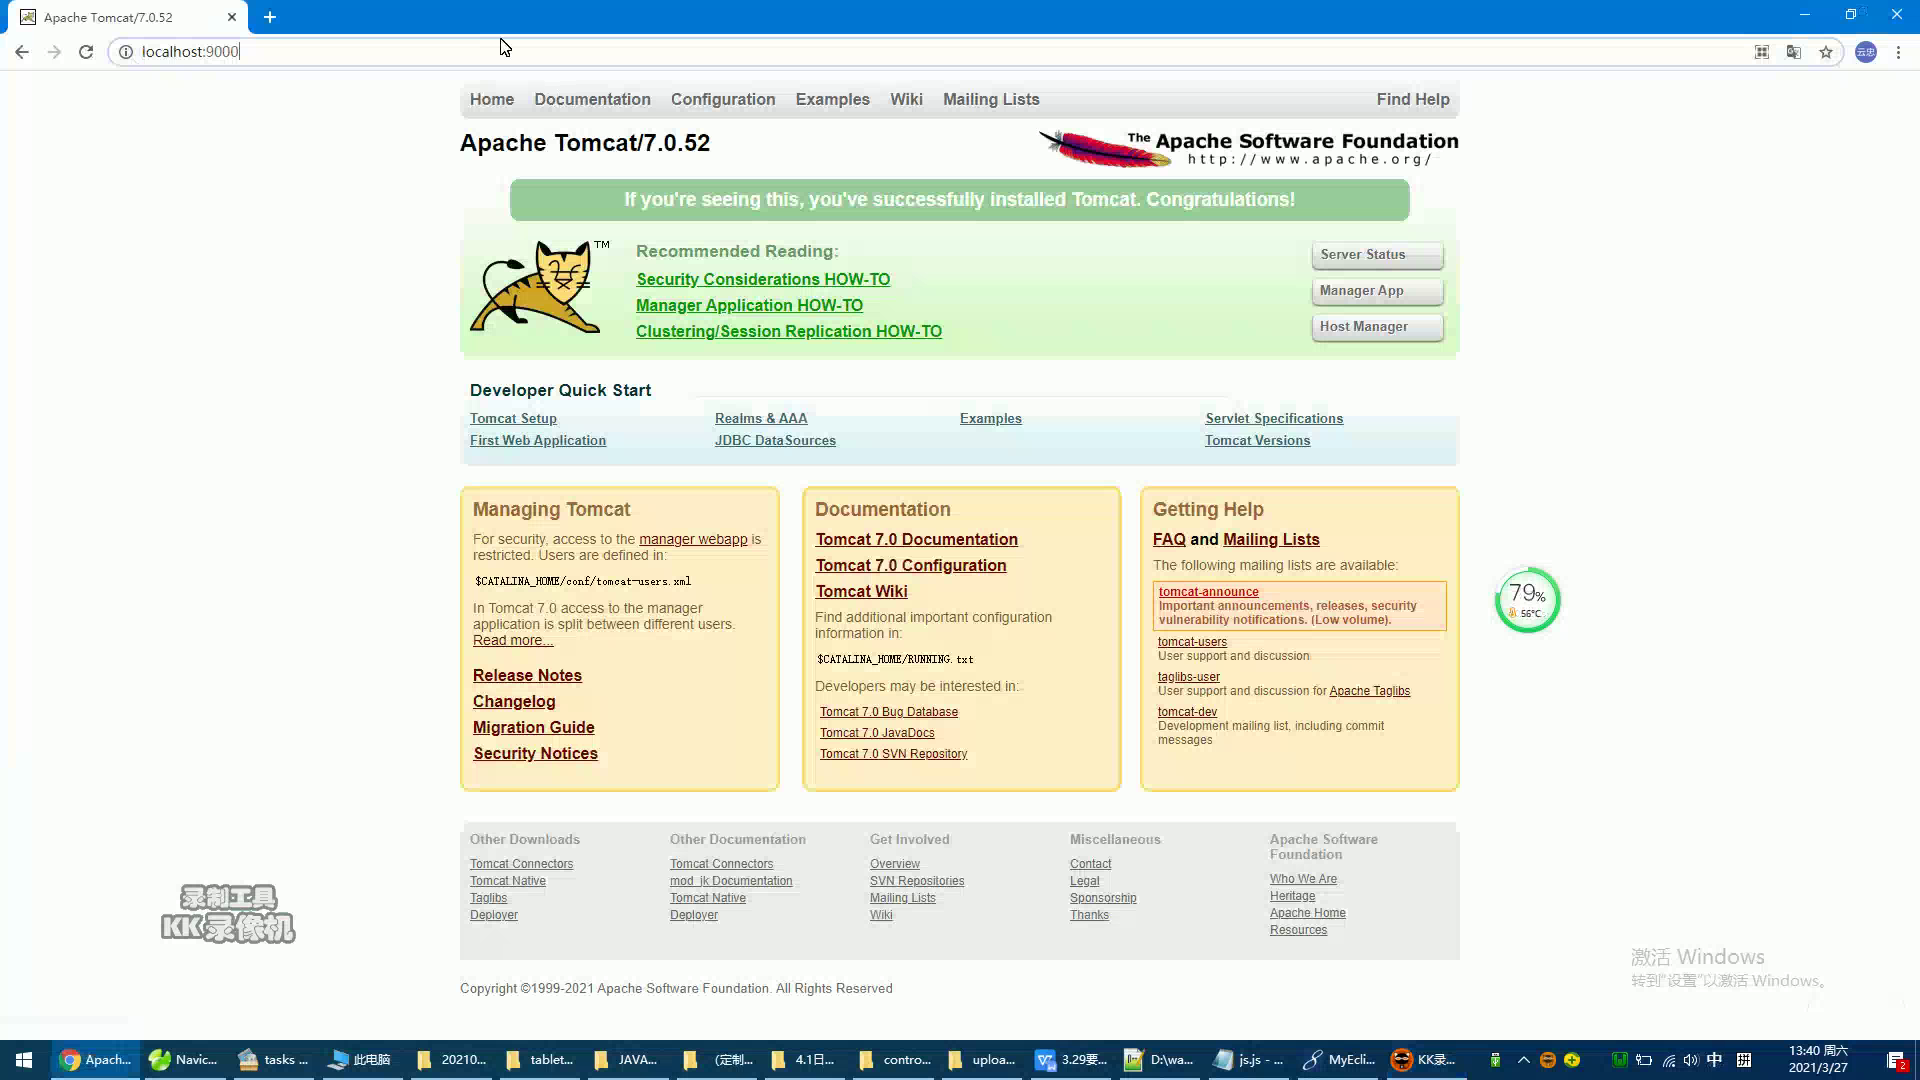 Apache Tomcat/7.0.52
localhost:9000
云忠
Home Documentation Configuration Examples Wiki Mailing Lists Find Help
Apache Tomcat/7.0.52
The Apache Software Foundation
http://www.apache.org/
If you're seeing this, you've successfully installed Tomcat. Congratulations!
TM
Recommended Reading:
Security Considerations HOW-TO
Manager Application HOW-TO
Clustering/Session Replication HOW-TO
Server Status
Manager App
Host Manager
Developer Quick Start
Tomcat Setup
First Web Application
Realms & AAA
JDBC DataSources
Examples
Servlet Specifications
Tomcat Versions
Managing Tomcat
For security, access to the manager webapp is
restricted. Users are defined in:
$CATALINA_HOME/conf/tomcat-users.xml
In Tomcat 7.0 access to the manager
application is split between different users.
Read more...
Release Notes
Changelog
Migration Guide
Security Notices
Documentation
Tomcat 7.0 Documentation
Tomcat 7.0 Configuration
Tomcat Wiki
Find additional important configuration
information in:
$CATALINA_HOME/RUNNING.txt
Developers may be interested in:
Tomcat 7.0 Bug Database
Tomcat 7.0 JavaDocs
Tomcat 7.0 SVN Repository
Getting Help
FAQ and Mailing Lists
The following mailing lists are available:
tomcat-announce
Important announcements, releases, security
vulnerability notifications. (Low volume).
tomcat-users
User support and discussion
taglibs-user
User support and discussion for Apache Taglibs
tomcat-dev
Development mailing list, including commit
messages
79%
56°C
Other Downloads
Tomcat Connectors
Tomcat Native
Taglibs
Deployer
Other Documentation
Tomcat Connectors
mod_jk Documentation
Tomcat Native
Deployer
Get Involved
Overview
SVN Repositories
Mailing Lists
Wiki
Miscellaneous
Contact
Legal
Sponsorship
Thanks
Apache Software
Foundation
Who We Are
Heritage
Apache Home
Resources
录制工具
KK录像机
激活 Windows
转到"设置"以激活 Windows。
Copyright ©1999-2021 Apache Software Foundation. All Rights Reserved
Apach... Navic... tasks ... 此电脑 20210... tablet... JAVA... (定制... 4.1日... contro... uploa... 3.29要... D:\wa... js.js - ... MyEcli... KK录... 中 拼
13:40 周六
2021/3/27
2